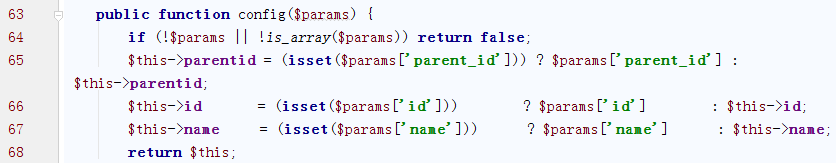 63 public function config($params) {
64 if (!$params || !is_array($params)) return false;
65 $this->parentid = (isset($params['parent_id'])) ? $params['parent_id'] :
$this->parentid;
66 $this->id = (isset($params['id'])) ? $params['id'] : $this->id;
67 $this->name = (isset($params['name'])) ? $params['name'] : $this->name;
68 return $this;